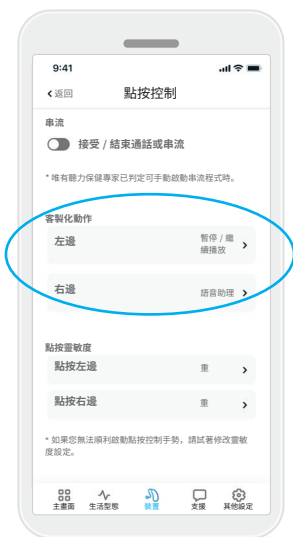 9:41
返回 點按控制
串流
接受 / 結束通話或串流
* 唯有聽力保健專家已判定可手動啟動串流程式時。
客製化動作
左邊 暫停 / 繼
續播放
右邊 語音助理
點按靈敏度
點按左邊 重
點按右邊 重
* 如果您無法順利啟動點按控制手勢，請試著修改靈敏
度設定。
主畫面 生活型態 裝置 支援 其他設定